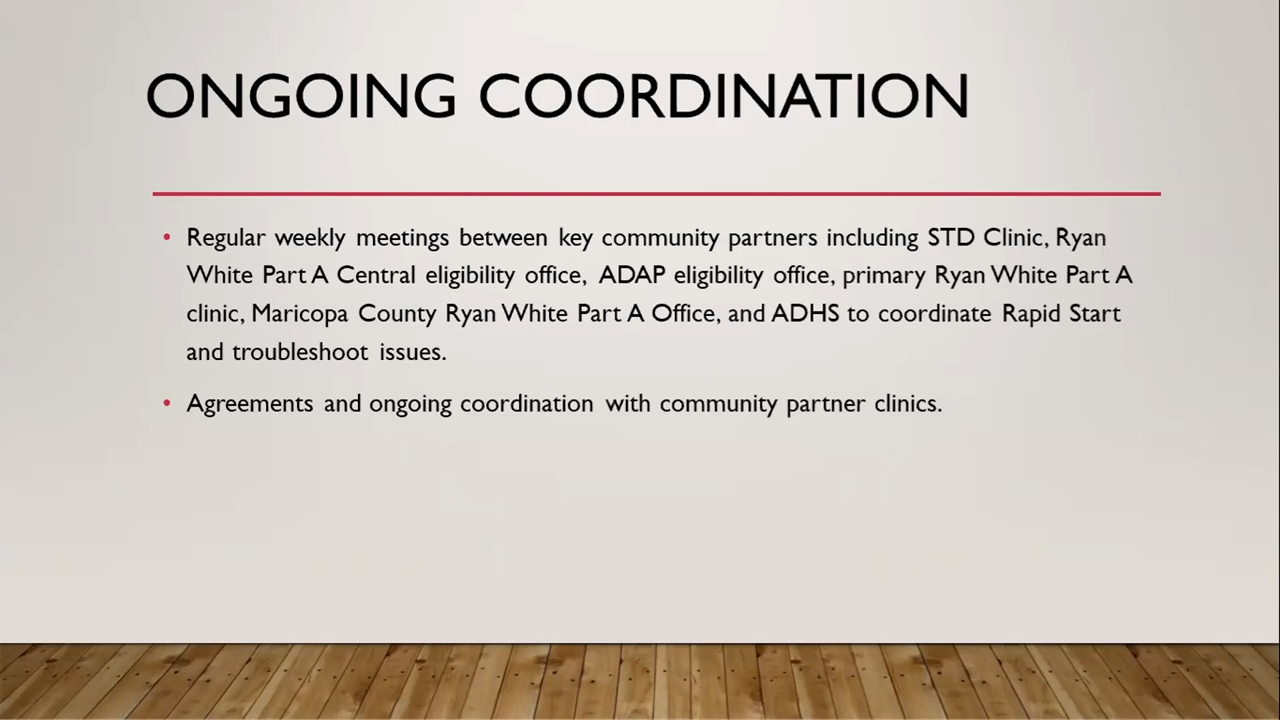 ONGOING COORDINATION
• Regular weekly meetings between key community partners including STD Clinic, Ryan
White Part A Central eligibility office, ADAP eligibility office, primary Ryan White Part A
clinic, Maricopa County Ryan White Part A Office, and ADHS to coordinate Rapid Start
and troubleshoot issues.
• Agreements and ongoing coordination with community partner clinics.